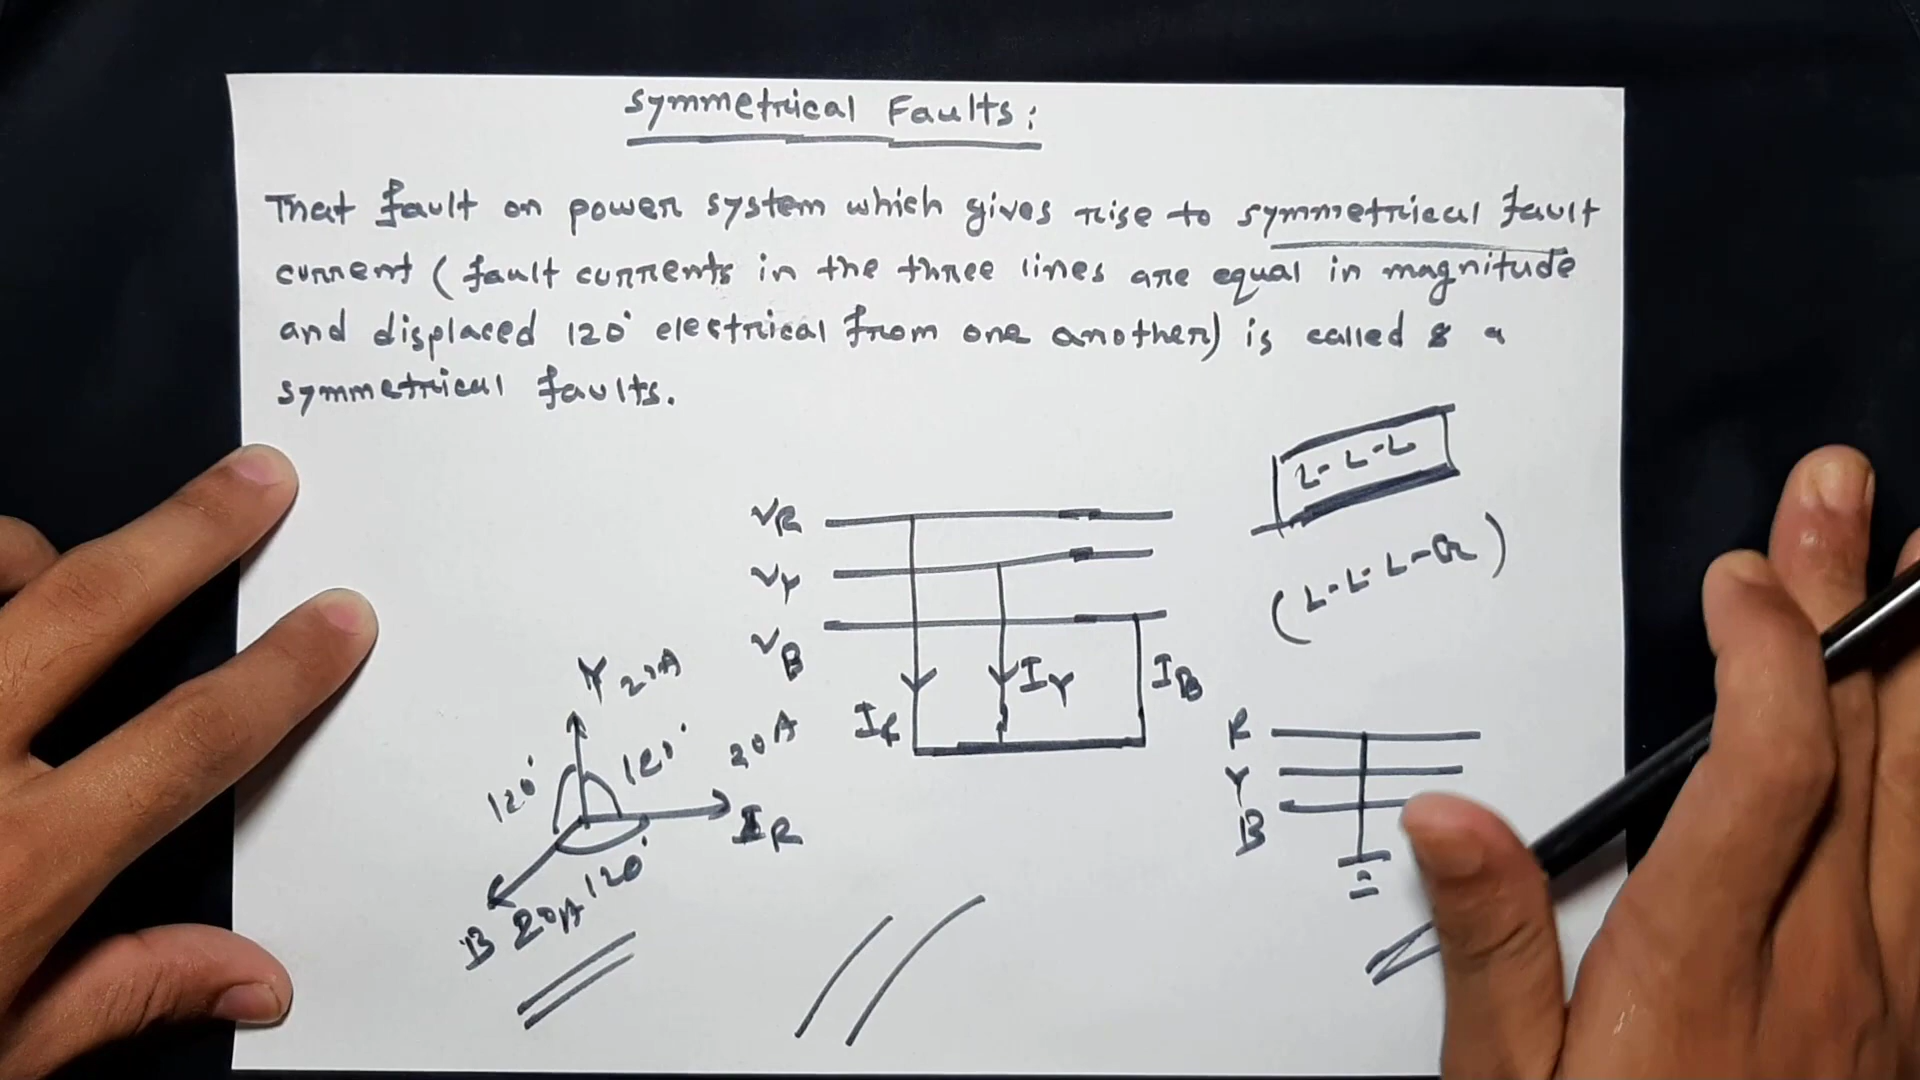 Symmetrical Faults:
That fault on power system which gives rise to symmetrical fault
current (fault currents in the three lines are equal in magnitude
and displaced 120° electrical from one another) is called a
symmetrical faults.
L-L-L
(L-L-L-G)
VR
VY
VB
IR
IY
IB
Y 20A
120°
120°
20A
IR
120°
B 20A
R
Y
B